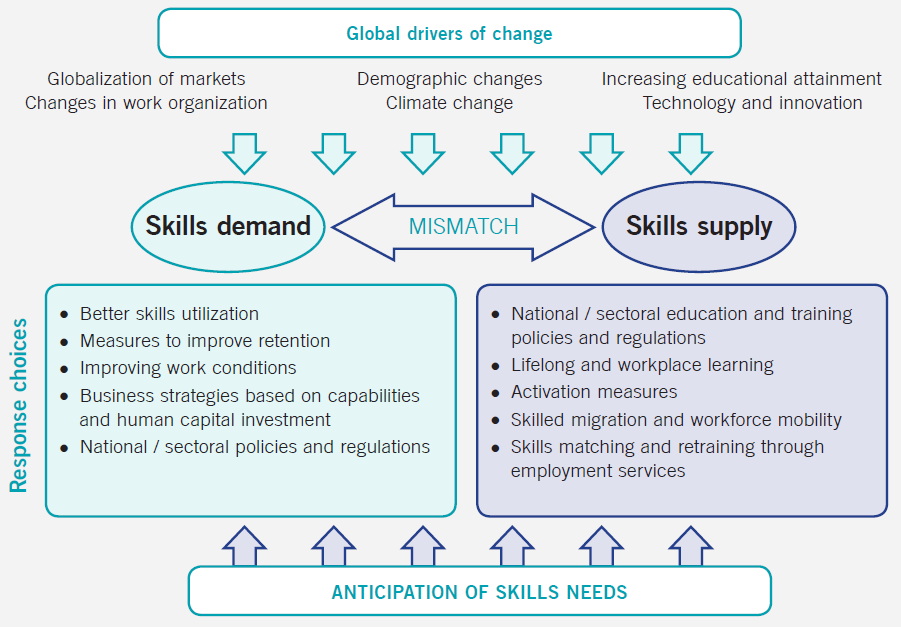 Global drivers of change
Globalization of markets
Changes in work organization
Demographic changes
Climate change
Increasing educational attainment
Technology and innovation
Skills demand
MISMATCH
Skills supply
Response choices
• Better skills utilization
• Measures to improve retention
• Improving work conditions
• Business strategies based on capabilities
and human capital investment
• National / sectoral policies and regulations
• National / sectoral education and training
policies and regulations
• Lifelong and workplace learning
• Activation measures
• Skilled migration and workforce mobility
• Skills matching and retraining through
employment services
ANTICIPATION OF SKILLS NEEDS